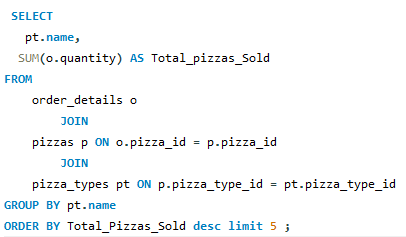 SELECT
pt.name,
SUM(o.quantity) AS Total_pizzas_Sold
FROM
order_details o
JOIN
pizzas p ON o.pizza_id = p.pizza_id
JOIN
pizza_types pt ON p.pizza_type_id = pt.pizza_type_id
GROUP BY pt.name
ORDER BY Total_Pizzas_Sold desc limit 5 ;